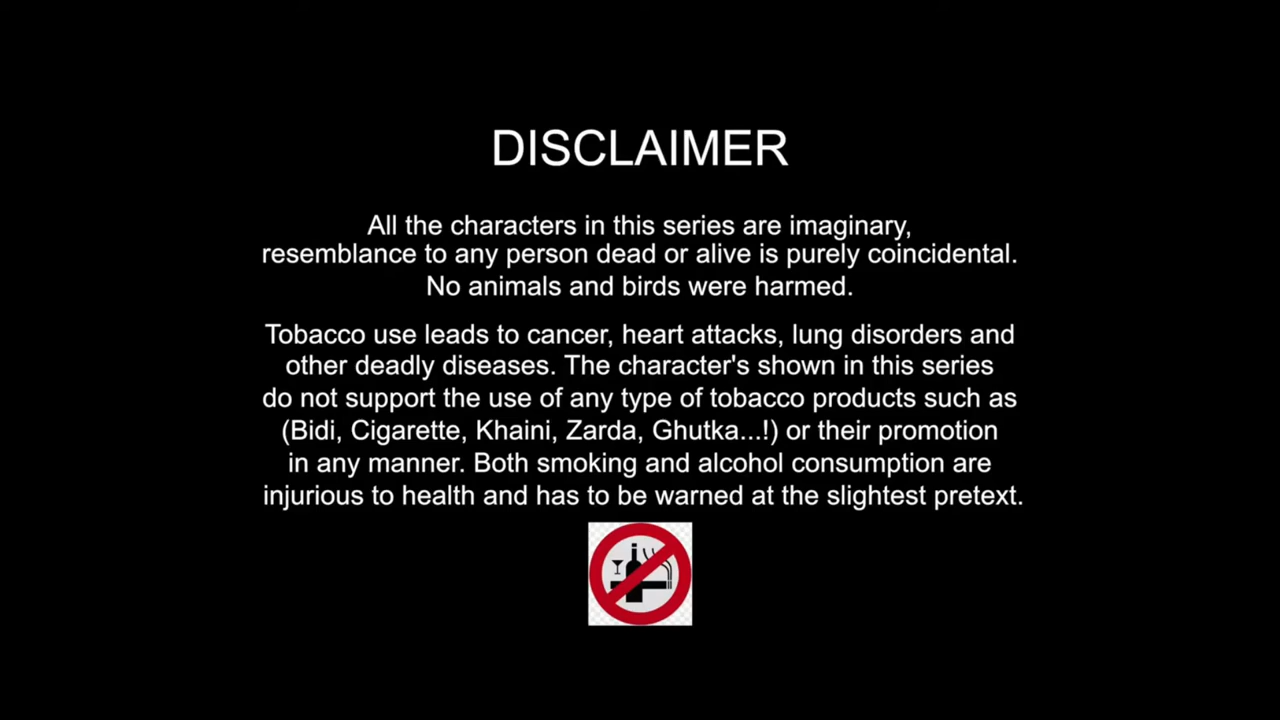 DISCLAIMER
All the characters in this series are imaginary,
resemblance to any person dead or alive is purely coincidental.
No animals and birds were harmed.
Tobacco use leads to cancer, heart attacks, lung disorders and
other deadly diseases. The character's shown in this series
do not support the use of any type of tobacco products such as
(Bidi, Cigarette, Khaini, Zarda, Ghutka...!) or their promotion
in any manner. Both smoking and alcohol consumption are
injurious to health and has to be warned at the slightest pretext.